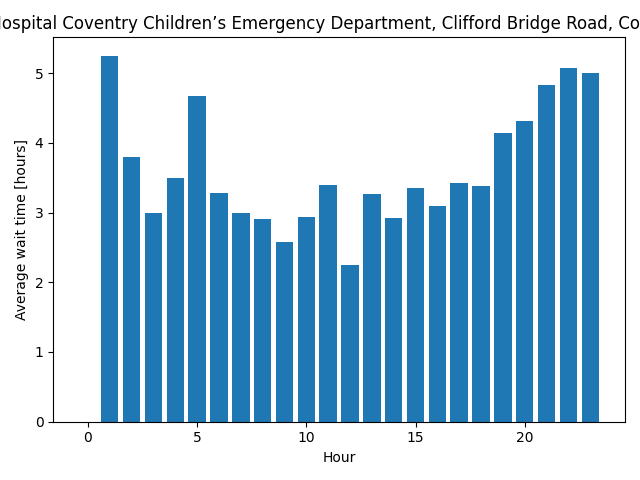 Hospital Coventry Children’s Emergency Department, Clifford Bridge Road, Co
Average wait time [hours]
5
4
3
2
1
0
0 5 10 15 20
Hour